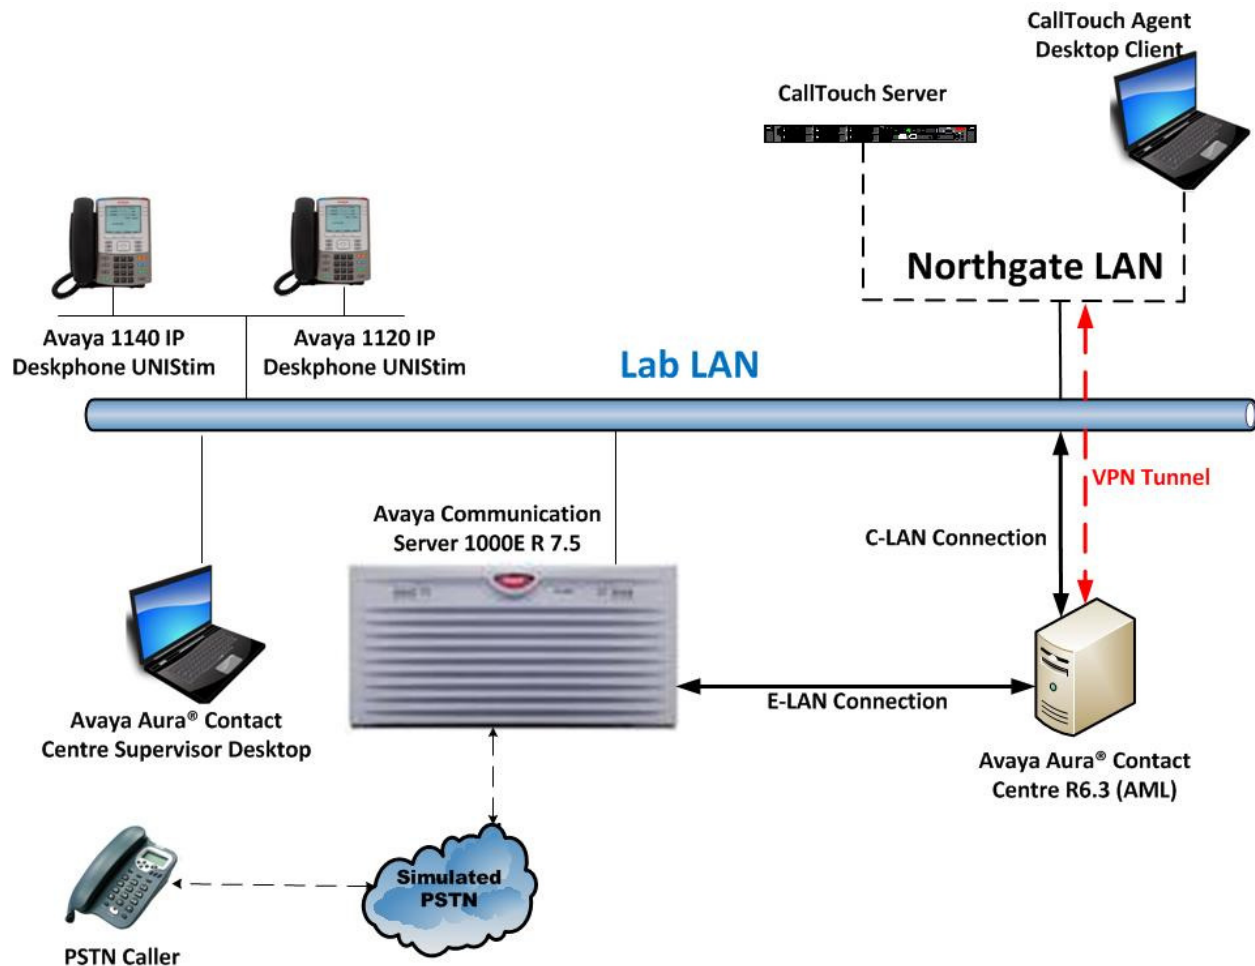 CallTouch Agent
Desktop Client
CallTouch Server
Northgate LAN
Avaya 1140 IP
Deskphone UNIStim
Avaya 1120 IP
Deskphone UNIStim
Lab LAN
VPN Tunnel
Avaya Communication
Server 1000E R 7.5
C-LAN Connection
E-LAN Connection
Avaya Aura® Contact
Centre Supervisor Desktop
Avaya Aura® Contact
Centre R6.3 (AML)
Simulated
PSTN
PSTN Caller